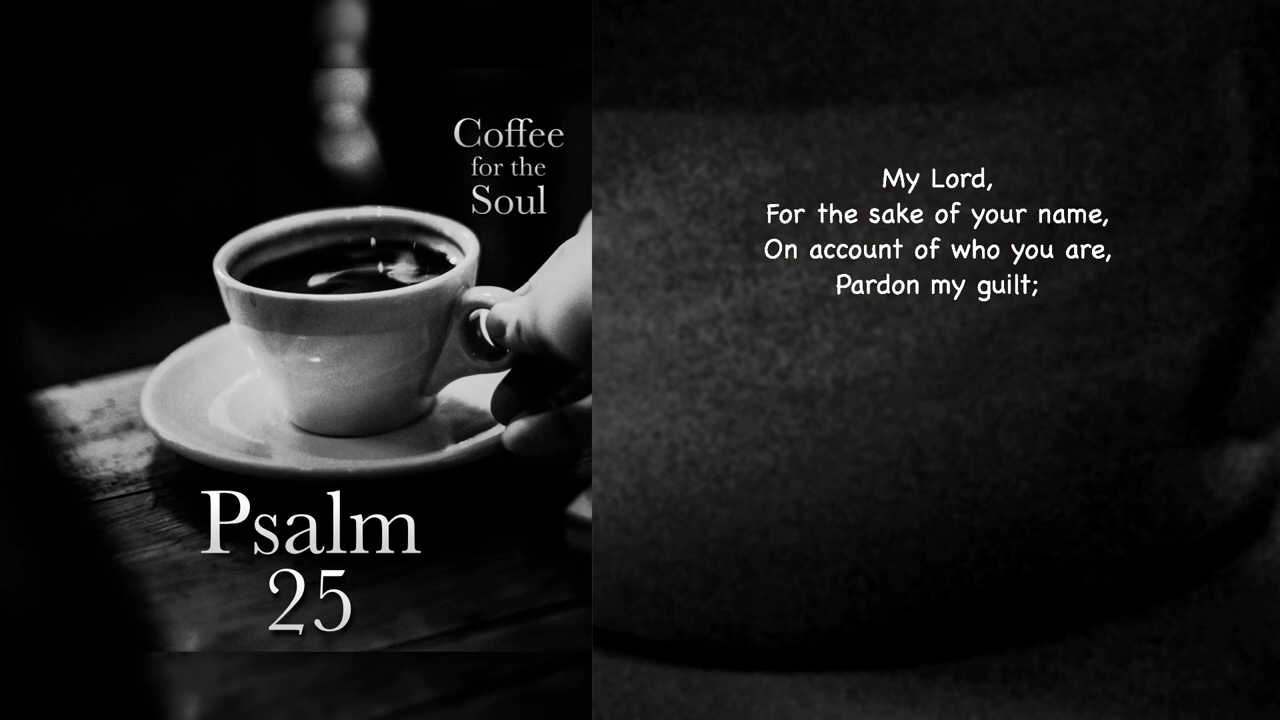 Coffee
for the
Soul
Psalm
25
My Lord,
For the sake of your name,
On account of who you are,
Pardon my guilt;